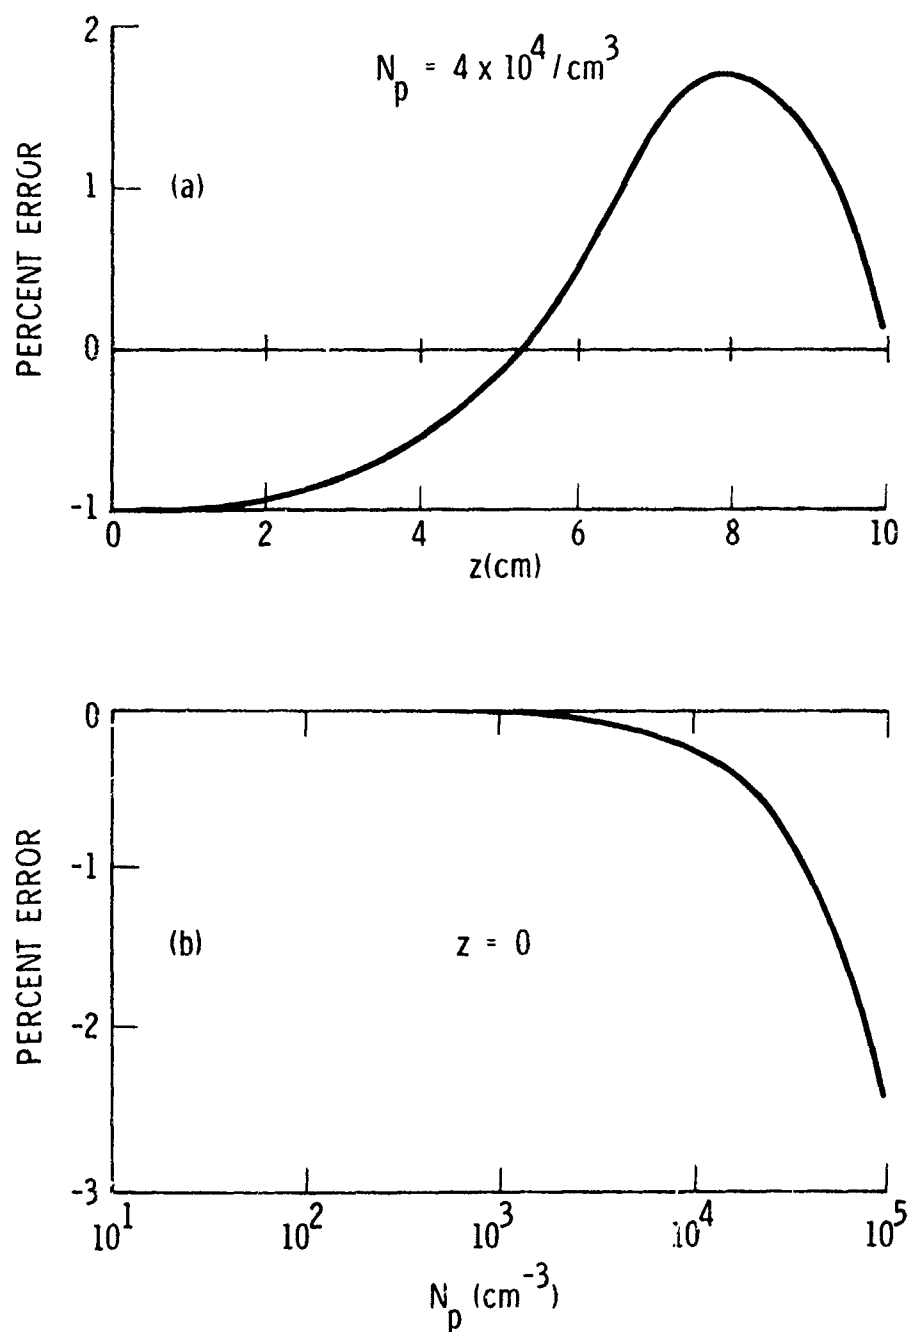 2
N_p = 4 x 10^4/cm^3
PERCENT ERROR
1
(a)
0
-1
0 2 4 6 8 10
z(cm)
0
PERCENT ERROR
-1
(b)
z = 0
-2
-3
10^1 10^2 10^3 10^4 10^5
N_p (cm^-3)